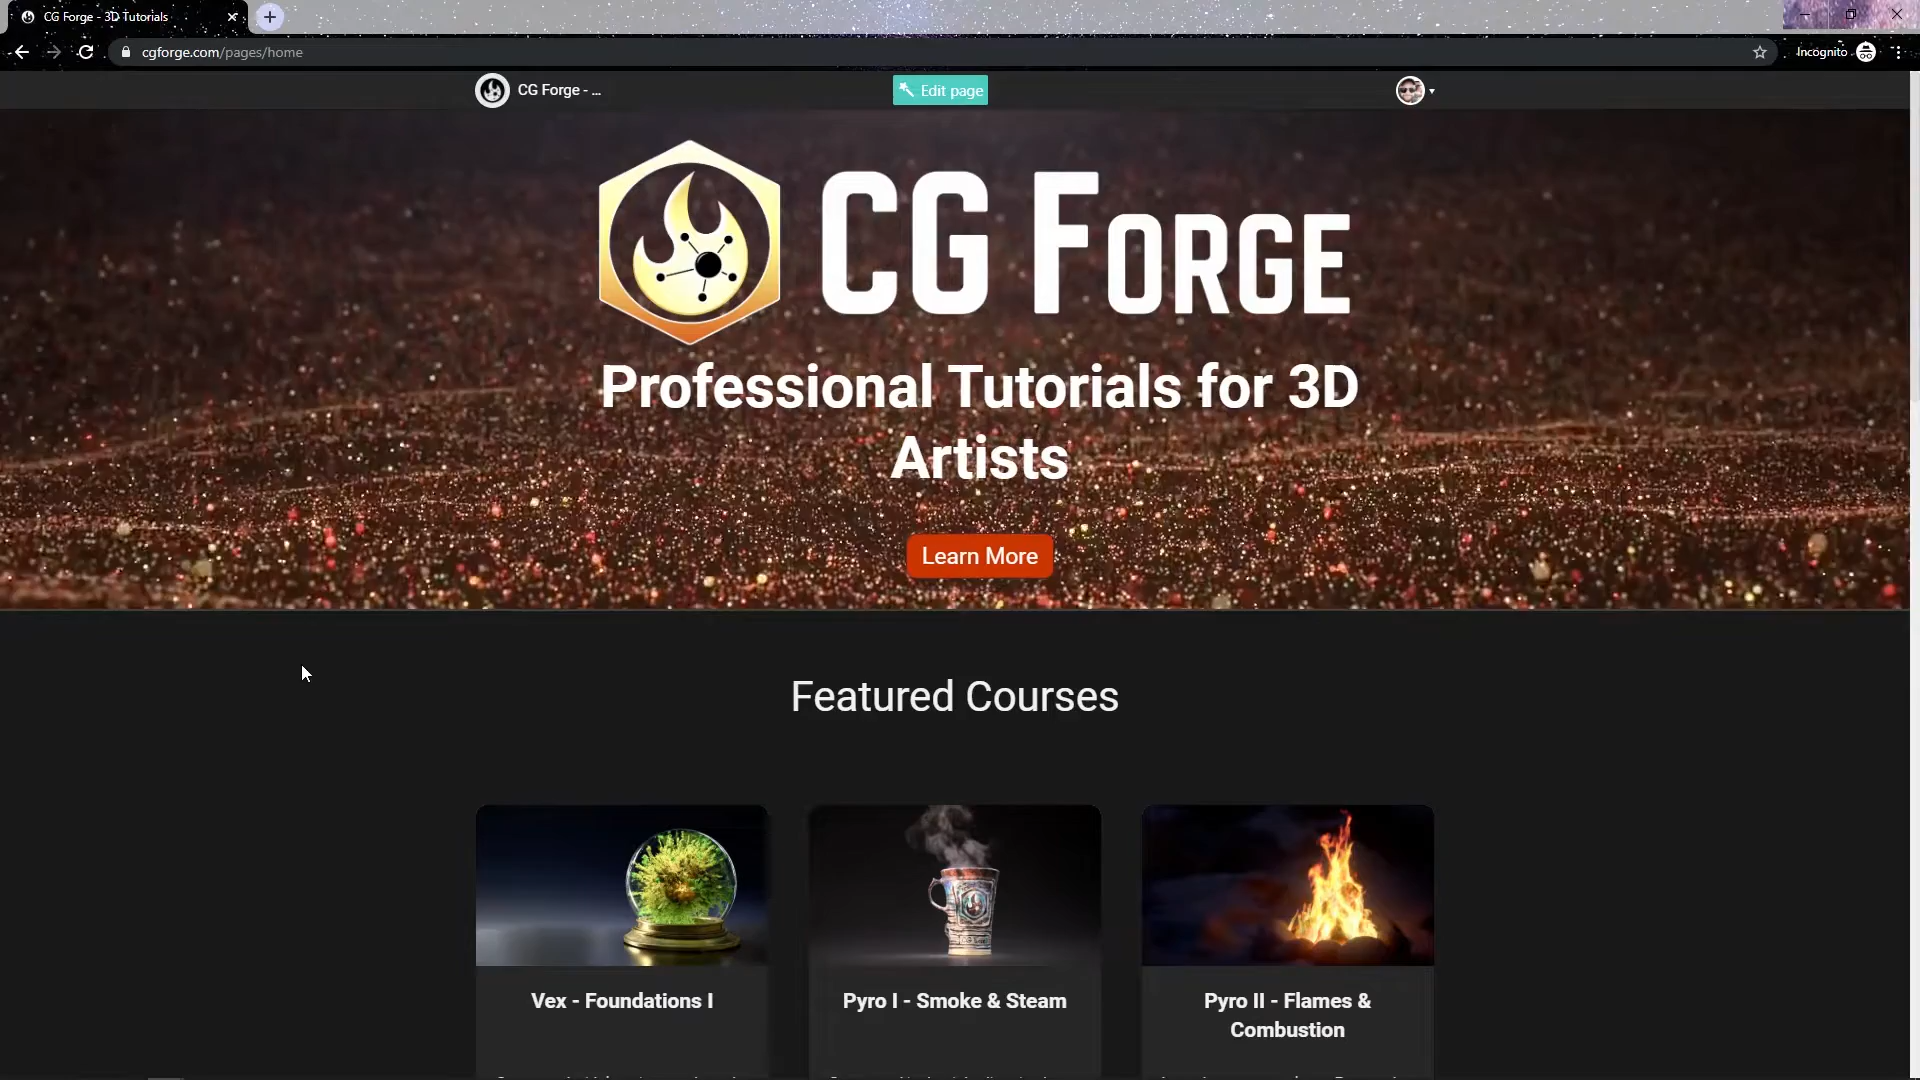 CG Forge - 3D Tutorials
cgforge.com/pages/home
Incognito
CG Forge - ...
Edit page
CG FORGE
Professional Tutorials for 3D
Artists
Learn More
Featured Courses
Vex - Foundations I
Pyro I - Smoke & Steam
Pyro II - Flames &
Combustion